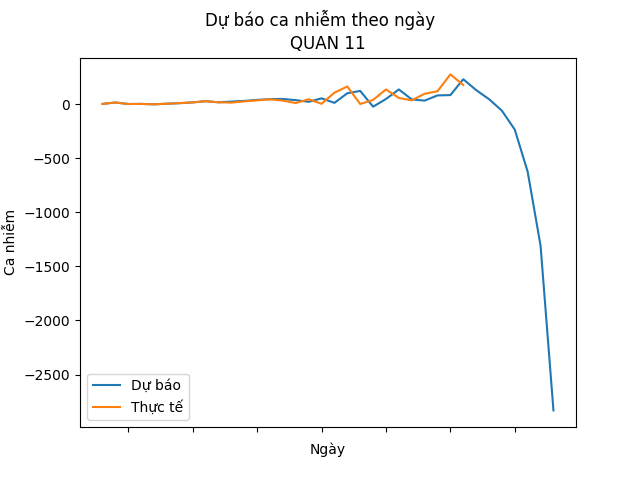 Dự báo ca nhiễm theo ngày
QUAN 11
0
−500
−1000
−1500
−2000
−2500
Ca nhiễm
Dự báo
Thực tế
Ngày